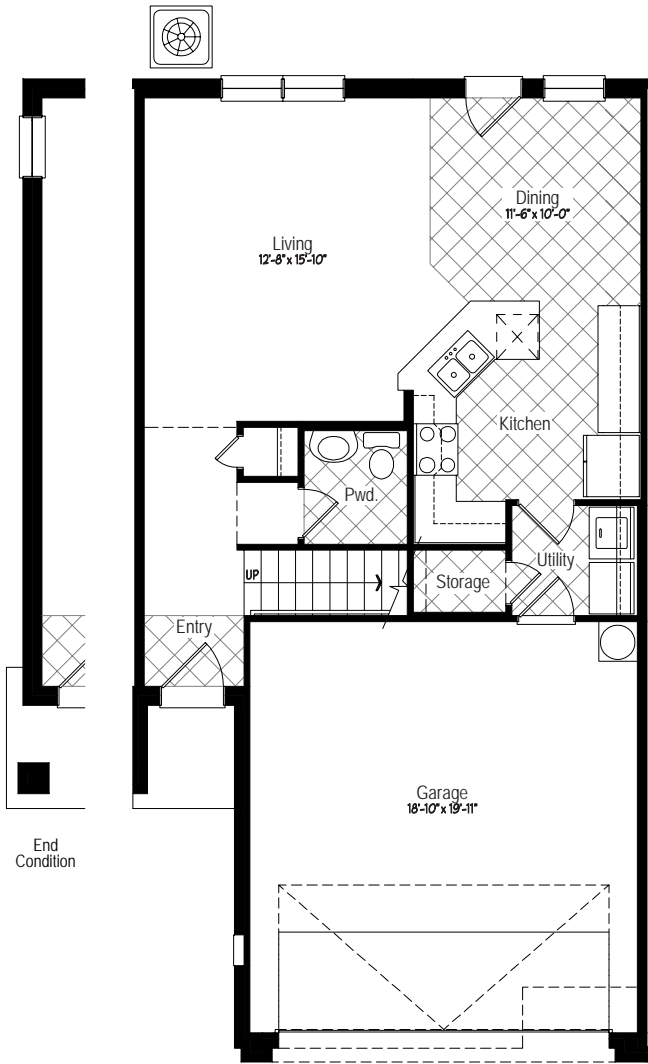 Dining
11'-6" x 10'-0"
Living
12'-8" x 15'-10"
Kitchen
Pwd.
Utility
UP
Storage
Entry
Garage
18'-10" x 19'-11"
End
Condition